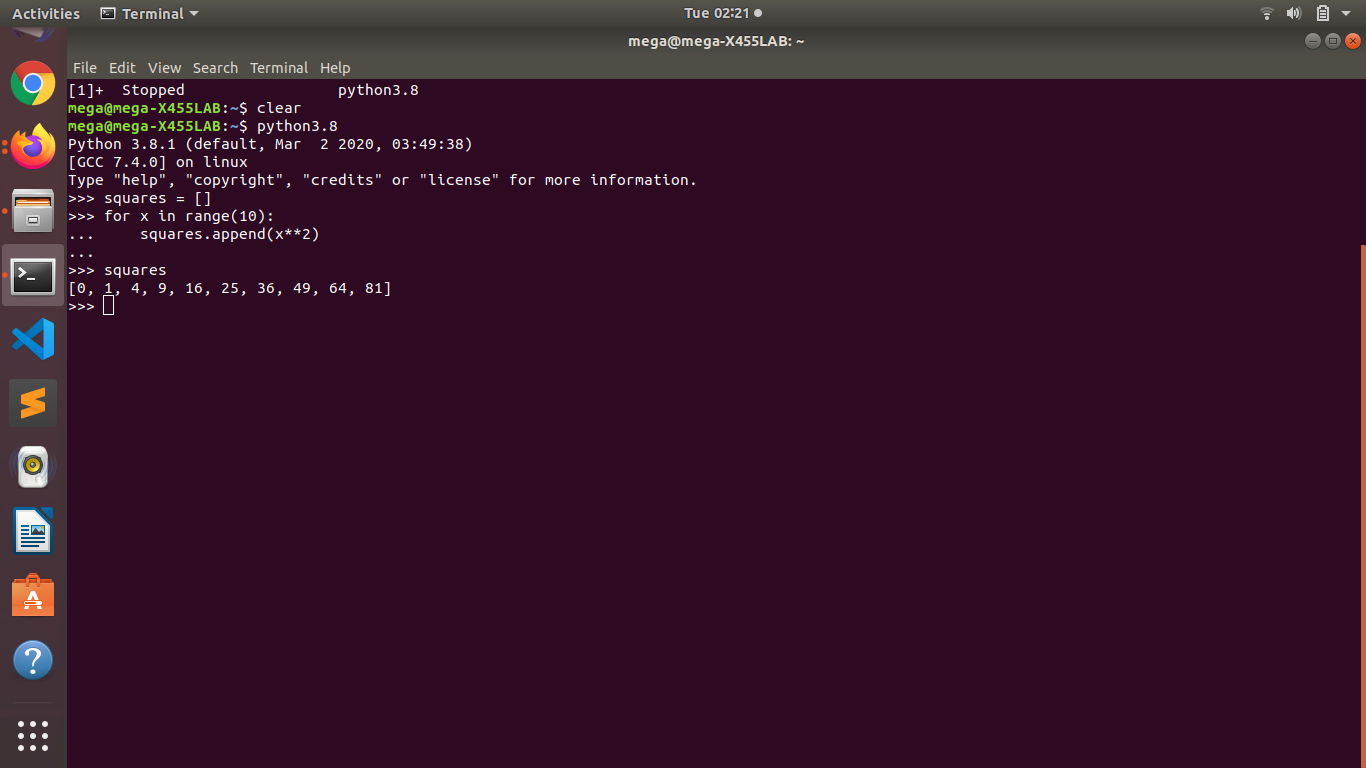 Activities Terminal Tue 02:21
mega@mega-X455LAB: ~
File Edit View Search Terminal Help
[1]+  Stopped                 python3.8
mega@mega-X455LAB:~$ clear
mega@mega-X455LAB:~$ python3.8
Python 3.8.1 (default, Mar  2 2020, 03:49:38)
[GCC 7.4.0] on linux
Type "help", "copyright", "credits" or "license" for more information.
>>> squares = []
>>> for x in range(10):
...     squares.append(x**2)
...
>>> squares
[0, 1, 4, 9, 16, 25, 36, 49, 64, 81]
>>>